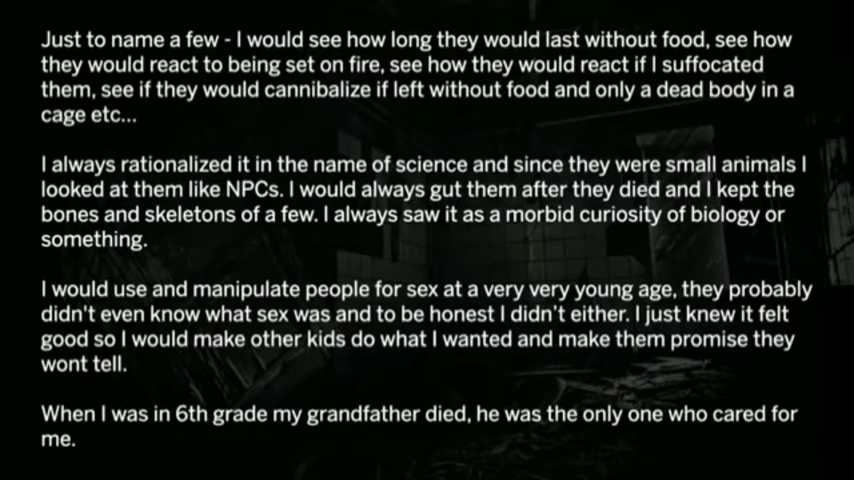 Just to name a few - I would see how long they would last without food, see how
they would react to being set on fire, see how they would react if I suffocated
them, see if they would cannibalize if left without food and only a dead body in a
cage etc...
I always rationalized it in the name of science and since they were small animals I
looked at them like NPCs. I would always gut them after they died and I kept the
bones and skeletons of a few. I always saw it as a morbid curiosity of biology or
something.
I would use and manipulate people for sex at a very very young age, they probably
didn't even know what sex was and to be honest I didn't either. I just knew it felt
good so I would make other kids do what I wanted and make them promise they
wont tell.
When I was in 6th grade my grandfather died, he was the only one who cared for
me.